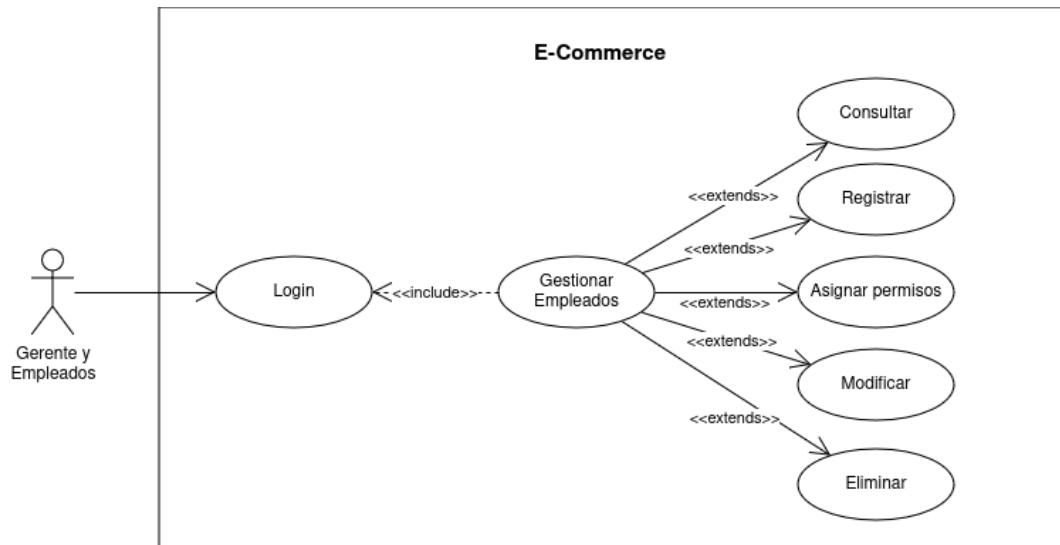 E-Commerce
Consultar
<<extends>>
Registrar
<<extends>>
Gerente y
Empleados
Login
<<include>>
Gestionar
Empleados
<<extends>>
Asignar permisos
<<extends>>
Modificar
<<extends>>
Eliminar